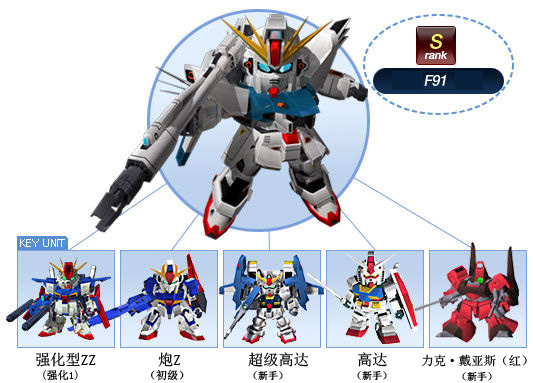 S
rank
F91
KEY UNIT
强化型ZZ
(强化1)
炮Z
(初级)
超级高达
(新手)
高达
(新手)
力克·戴亚斯(红)
(新手)